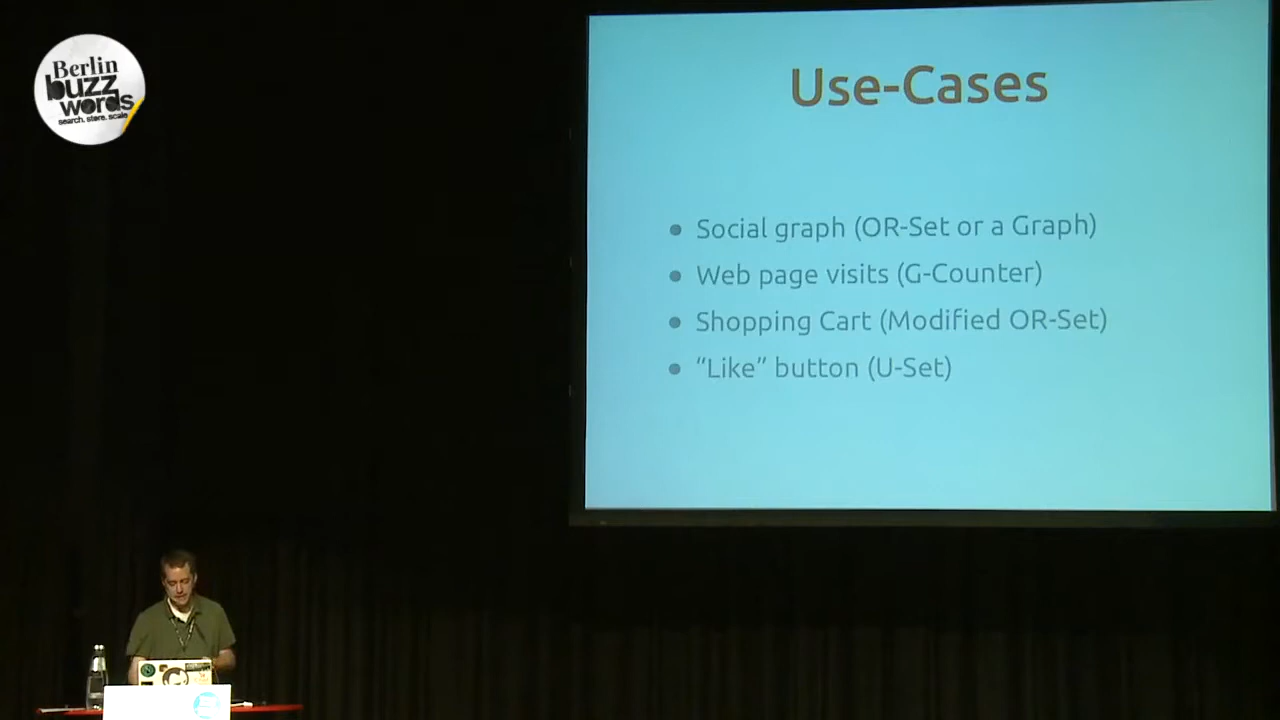 Berlin
buzz
words
search. store. scale
Use-Cases
• Social graph (OR-Set or a Graph)
• Web page visits (G-Counter)
• Shopping Cart (Modified OR-Set)
• “Like” button (U-Set)